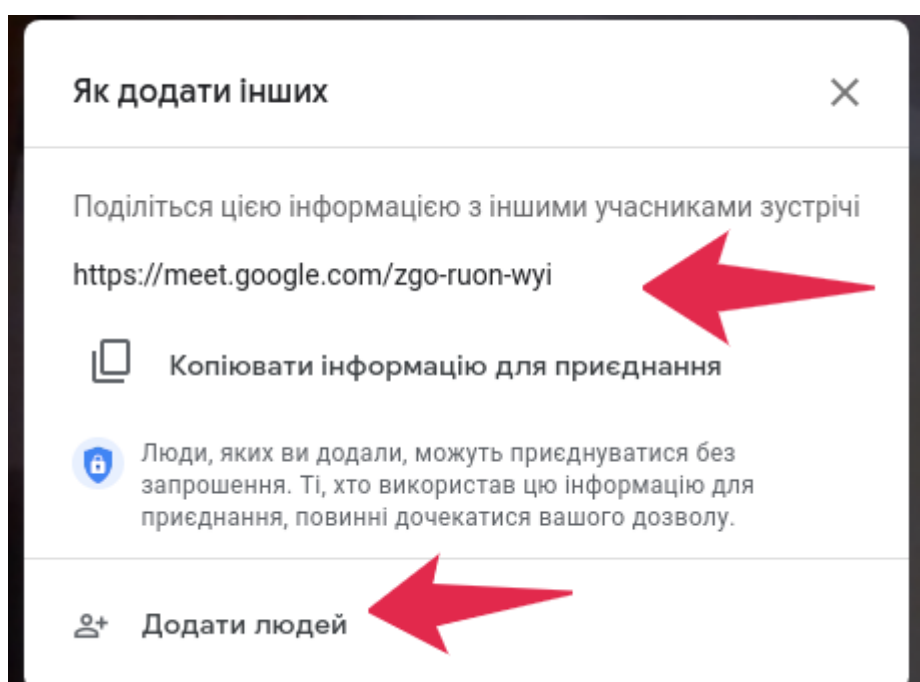 Як додати інших
Поділіться цією інформацією з іншими учасниками зустрічі
https://meet.google.com/zgo-ruon-wyi
Копіювати інформацію для приєднання
Люди, яких ви додали, можуть приєднуватися без
запрошення. Ті, хто використав цю інформацію для
приєднання, повинні дочекатися вашого дозволу.
Додати людей